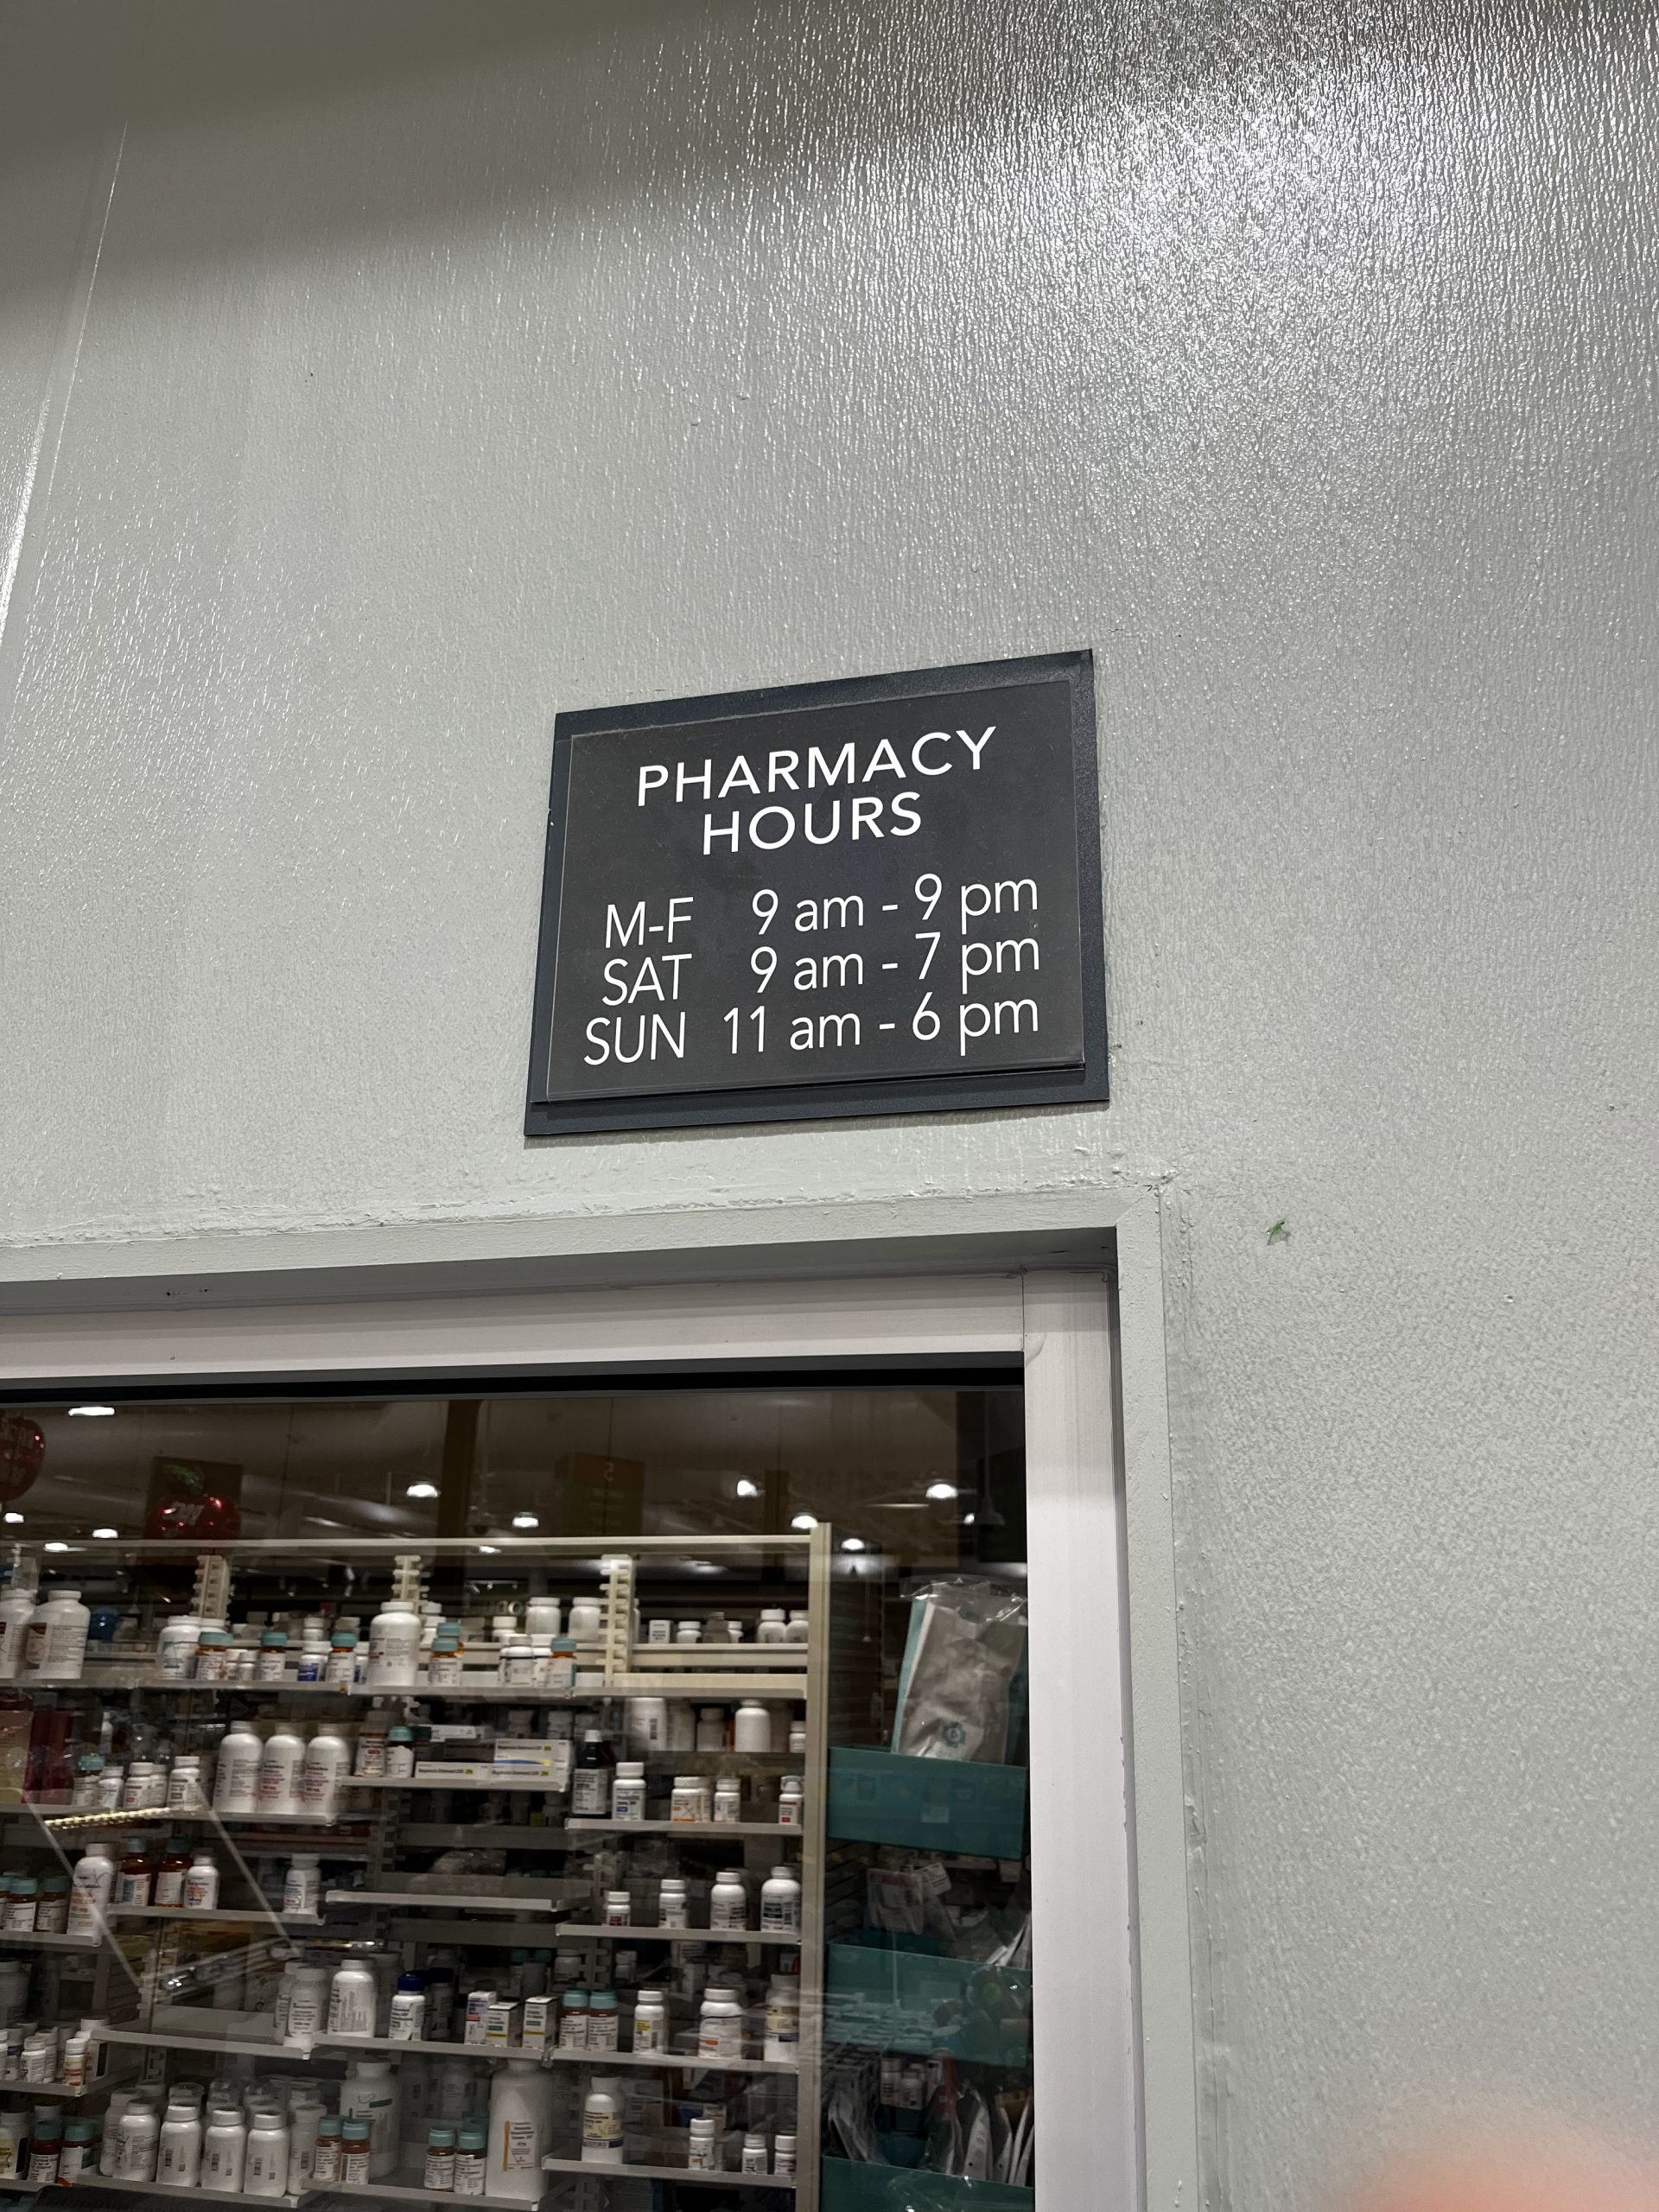 PHARMACY
HOURS
M-F 9 am - 9 pm
SAT 9 am - 7 pm
SUN 11 am - 6 pm